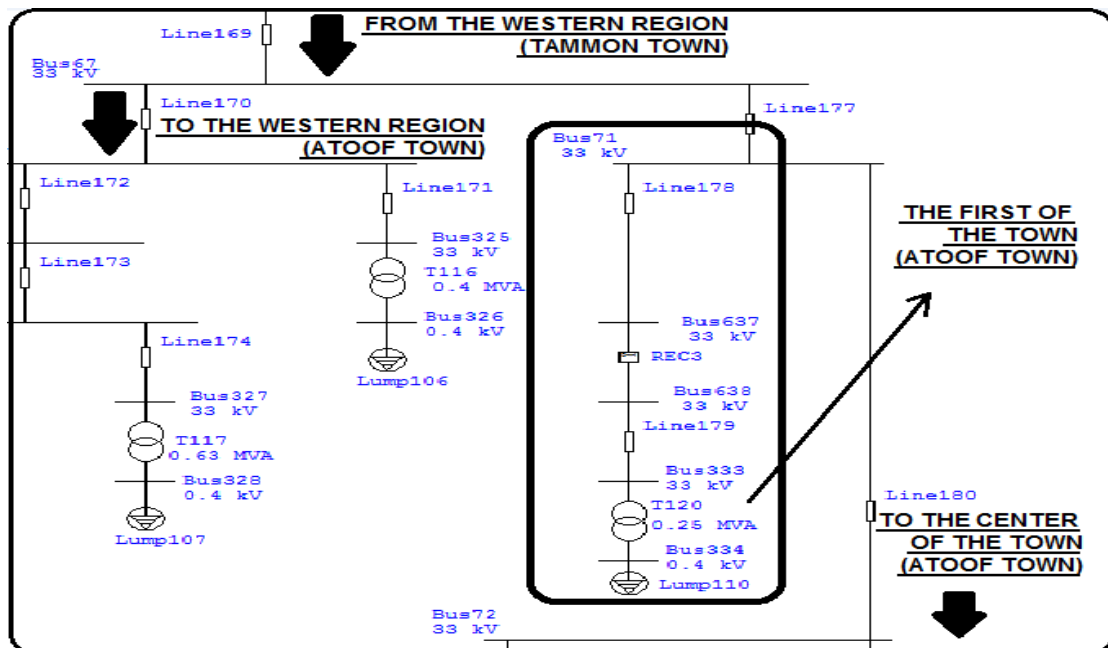 FROM THE WESTERN REGION
(TAMMON TOWN)
Line169
Bus67
33 kV
Line170
Line177
TO THE WESTERN REGION
(ATOOF TOWN)
Bus71
33 kV
Line172
Line171
Line178
THE FIRST OF
THE TOWN
(ATOOF TOWN)
Bus325
33 kV
Line173
T116
0.4 MVA
Bus326
0.4 kV
Bus637
33 kV
Line174
REC3
Lump106
Bus327
33 kV
Bus638
33 kV
Line179
T117
0.63 MVA
Bus333
33 kV
Bus328
0.4 kV
T120
0.25 MVA
Line180
TO THE CENTER
OF THE TOWN
(ATOOF TOWN)
Lump107
Bus334
0.4 kV
Lump110
Bus72
33 kV